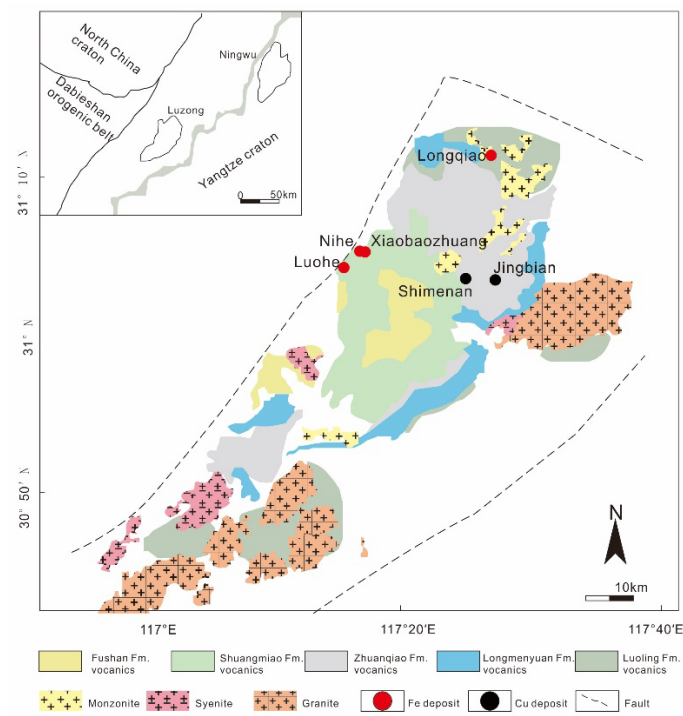 North China
craton
Dabieshan
orogenic belt
Ningwu
Luzong
Yangtze craton
0 50km
31° 10′ N
31° N
30° 50′ N
Longqiao
Nihe
Xiaobaozhuang
Luohe
Jingbian
Shimenan
N
10km
117°E
117°20′E
117°40′E
Fushan Fm.
vocanics
Shuangmiao Fm.
vocanics
Zhuanqiao Fm.
vocanics
Longmenyuan Fm.
vocanics
Luoling Fm.
vocanics
Monzonite
Syenite
Granite
Fe deposit
Cu deposit
Fault